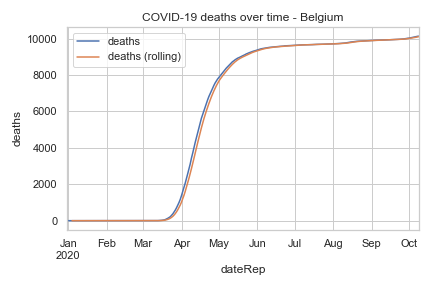 COVID-19 deaths over time - Belgium
deaths
deaths (rolling)
10000
8000
6000
4000
2000
0
deaths
Jan Feb Mar Apr May Jun Jul Aug Sep Oct
2020
dateRep